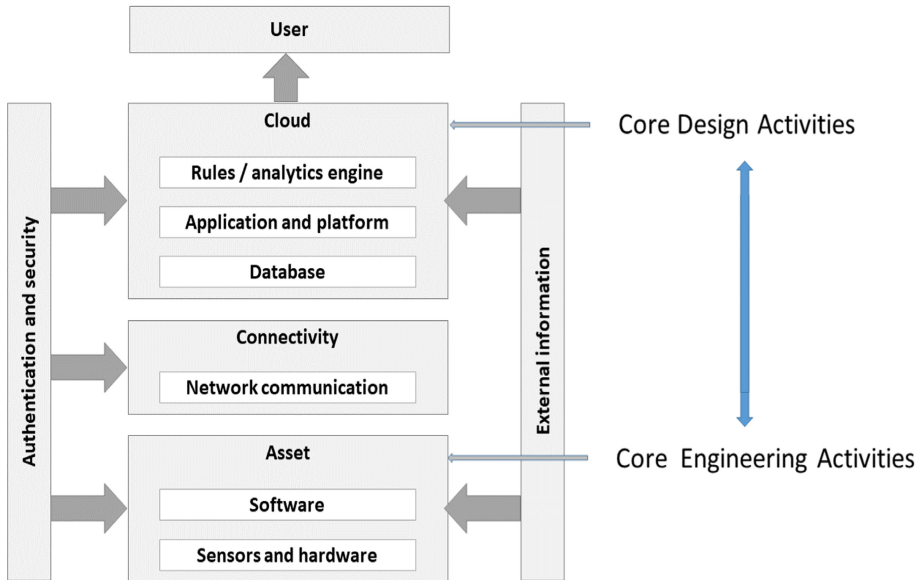 User
Cloud
Rules / analytics engine
Application and platform
Database
Connectivity
Network communication
Asset
Software
Sensors and hardware
Authentication and security
External information
Core Design Activities
Core Engineering Activities